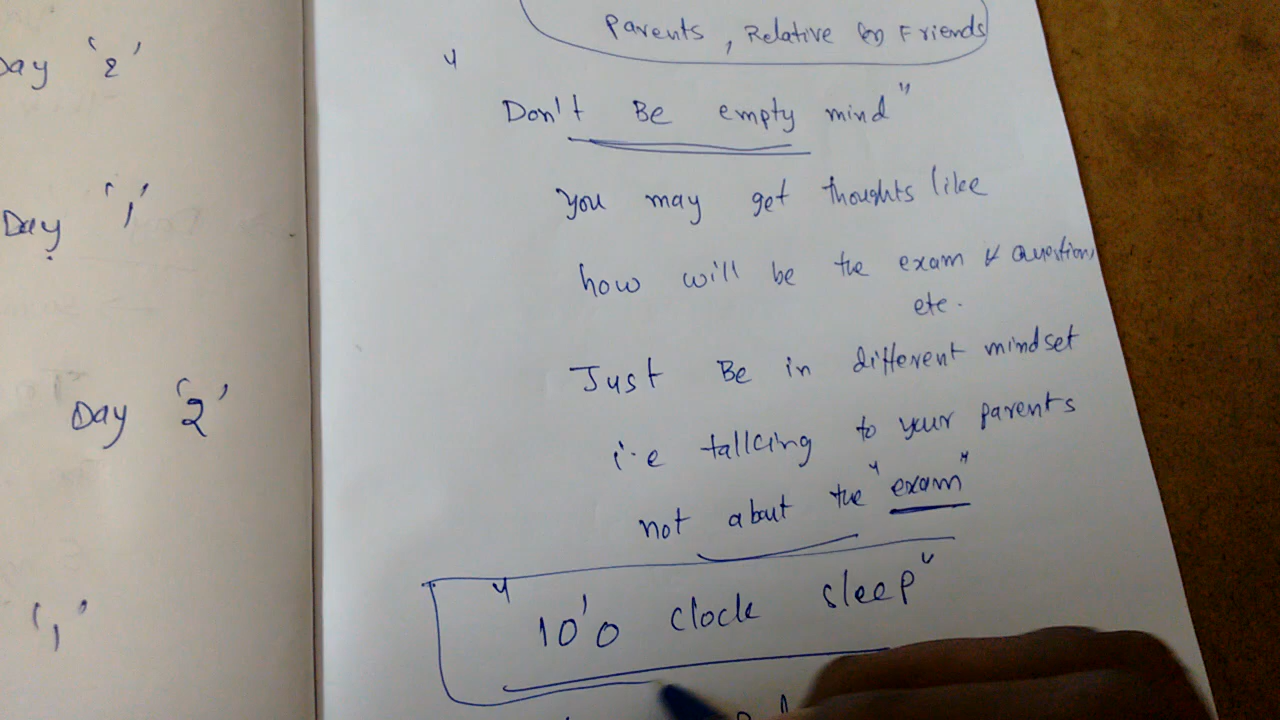 Day '2'
Day '1'
Day '2'
'1'
Parents, Relative (or) Friends
"Don't Be empty mind"
You may get thoughts like
how will be the exam & question,
etc.
Just Be in different mindset
i.e talking to your parents
not about the "exam"
"10'0 clock sleep"